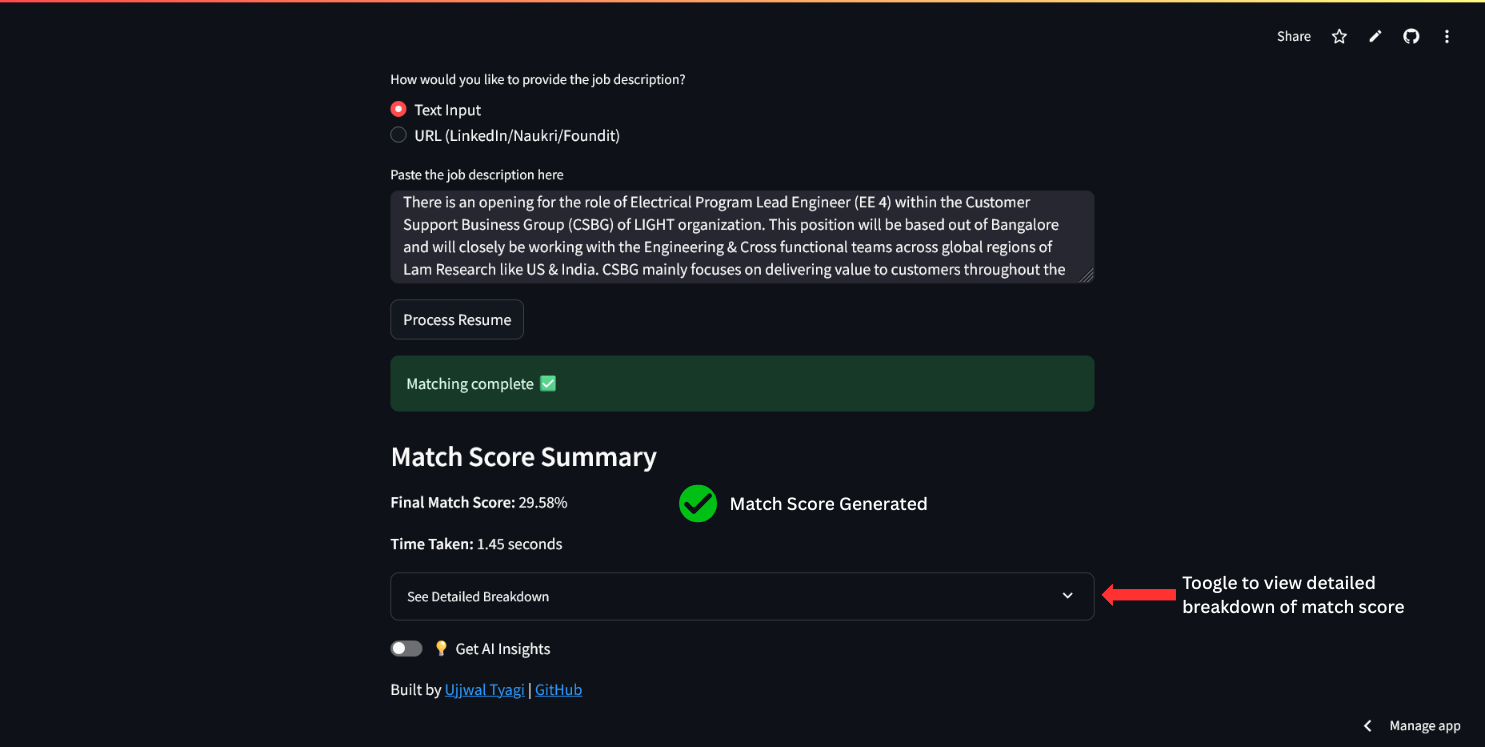 Share
How would you like to provide the job description?
Text Input
URL (LinkedIn/Naukri/Foundit)
Paste the job description here
There is an opening for the role of Electrical Program Lead Engineer (EE 4) within the Customer
Support Business Group (CSBG) of LIGHT organization. This position will be based out of Bangalore
and will closely be working with the Engineering & Cross functional teams across global regions of
Lam Research like US & India. CSBG mainly focuses on delivering value to customers throughout the
Process Resume
Matching complete ✅
Match Score Summary
Final Match Score: 29.58%
Match Score Generated
Time Taken: 1.45 seconds
See Detailed Breakdown
Toogle to view detailed
breakdown of match score
💡 Get AI Insights
Built by Ujjwal Tyagi | GitHub
Manage app